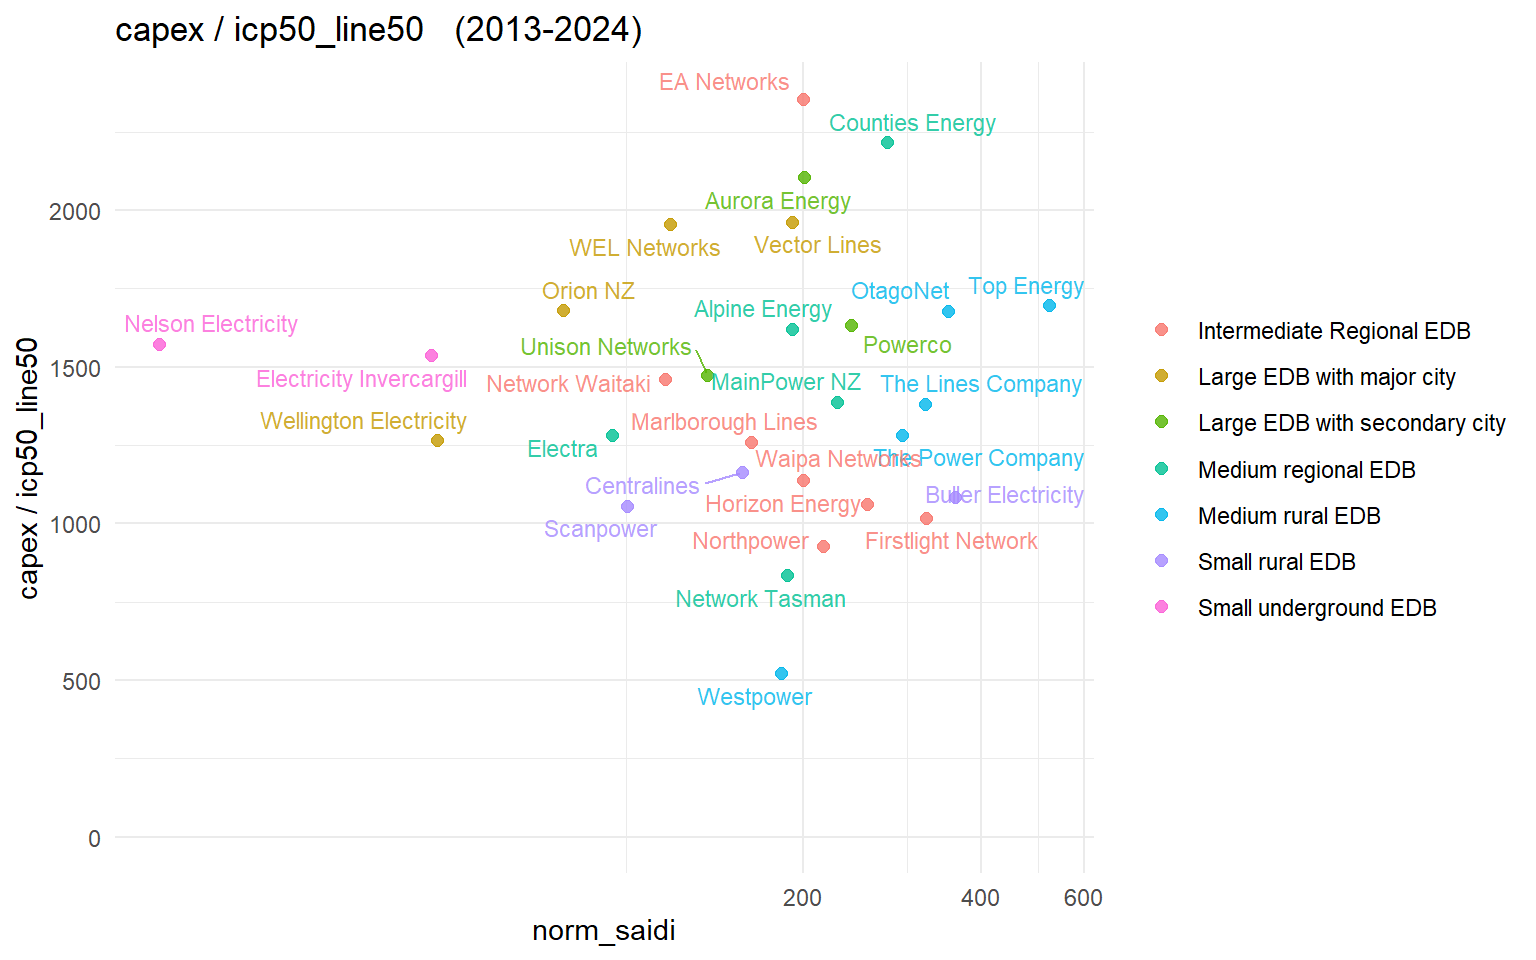 capex / icp50_line50   (2013-2024)
EA Networks
Counties Energy
Aurora Energy
WEL Networks
Vector Lines
Orion NZ
OtagoNet
Top Energy
Alpine Energy
Nelson Electricity
Unison Networks
Powerco
Electricity Invercargill
Network Waitaki
MainPower NZ
The Lines Company
Wellington Electricity
Marlborough Lines
Electra
Waipa Networks
The Power Company
Centralines
Buller Electricity
Horizon Energy
Scanpower
Northpower
Firstlight Network
Network Tasman
Westpower
2000
1500
1000
500
0
capex / icp50_line50
200
400
600
norm_saidi
Intermediate Regional EDB
Large EDB with major city
Large EDB with secondary city
Medium regional EDB
Medium rural EDB
Small rural EDB
Small underground EDB